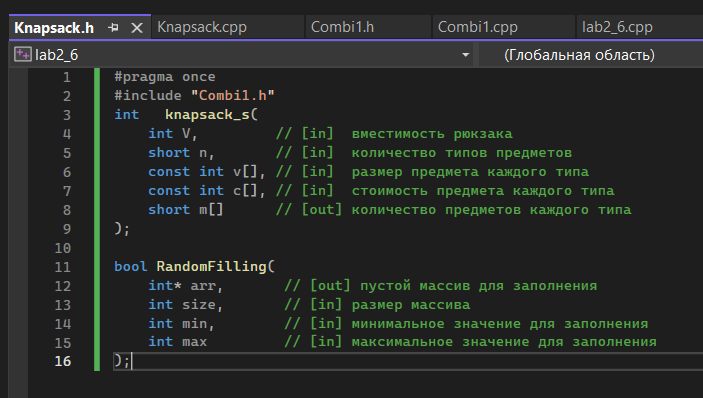 Knapsack.h Knapsack.cpp Combi1.h Combi1.cpp lab2_6.cpp
lab2_6 (Глобальная область)
1 #pragma once
2 #include "Combi1.h"
3 int   knapsack_s(
4     int V,         // [in]  вместимость рюкзака
5     short n,       // [in]  количество типов предметов
6     const int v[], // [in]  размер предмета каждого типа
7     const int c[], // [in]  стоимость предмета каждого типа
8     short m[]      // [out] количество предметов каждого типа
9 );
10
11 bool RandomFilling(
12     int* arr,       // [out] пустой массив для заполнения
13     int size,       // [in] размер массива
14     int min,        // [in] минимальное значение для заполнения
15     int max         // [in] максимальное значение для заполнения
16 );